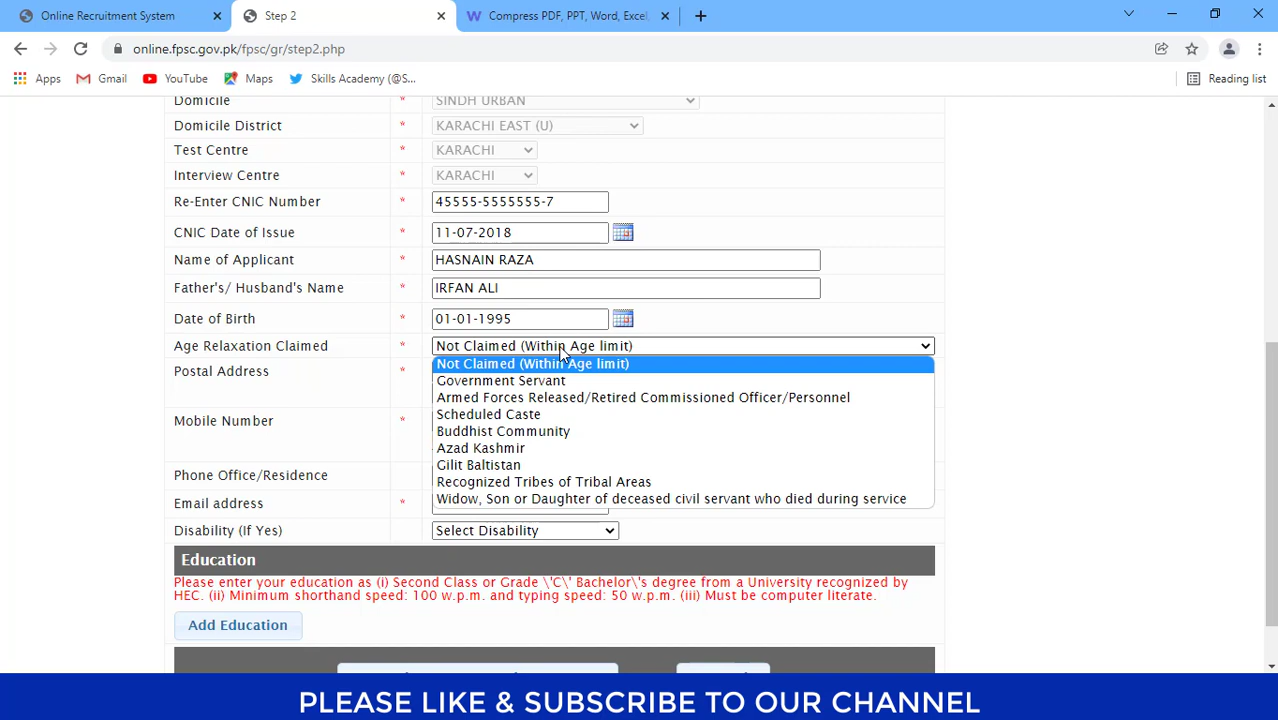 Online Recruitment System
Step 2
Compress PDF, PPT, Word, Excel,
online.fpsc.gov.pk/fpsc/gr/step2.php
Apps
Gmail
YouTube
Maps
Skills Academy (@S...
Reading list
Domicile * SINDH URBAN
Domicile District * KARACHI EAST (U)
Test Centre * KARACHI
Interview Centre * KARACHI
Re-Enter CNIC Number * 45555-5555555-7
CNIC Date of Issue * 11-07-2018
Name of Applicant * HASNAIN RAZA
Father's/ Husband's Name * IRFAN ALI
Date of Birth * 01-01-1995
Age Relaxation Claimed * Not Claimed (Within Age limit)
Not Claimed (Within Age limit)
Postal Address *
Government Servant
Armed Forces Released/Retired Commissioned Officer/Personnel
Scheduled Caste
Mobile Number *
Buddhist Community
Azad Kashmir
Gilit Baltistan
Phone Office/Residence
Recognized Tribes of Tribal Areas
Widow, Son or Daughter of deceased civil servant who died during service
Email address *
Disability (If Yes) Select Disability
Education
Please enter your education as (i) Second Class or Grade \'C\' Bachelor\'s degree from a University recognized by
HEC. (ii) Minimum shorthand speed: 100 w.p.m. and typing speed: 50 w.p.m. (iii) Must be computer literate.
Add Education
PLEASE LIKE & SUBSCRIBE TO OUR CHANNEL